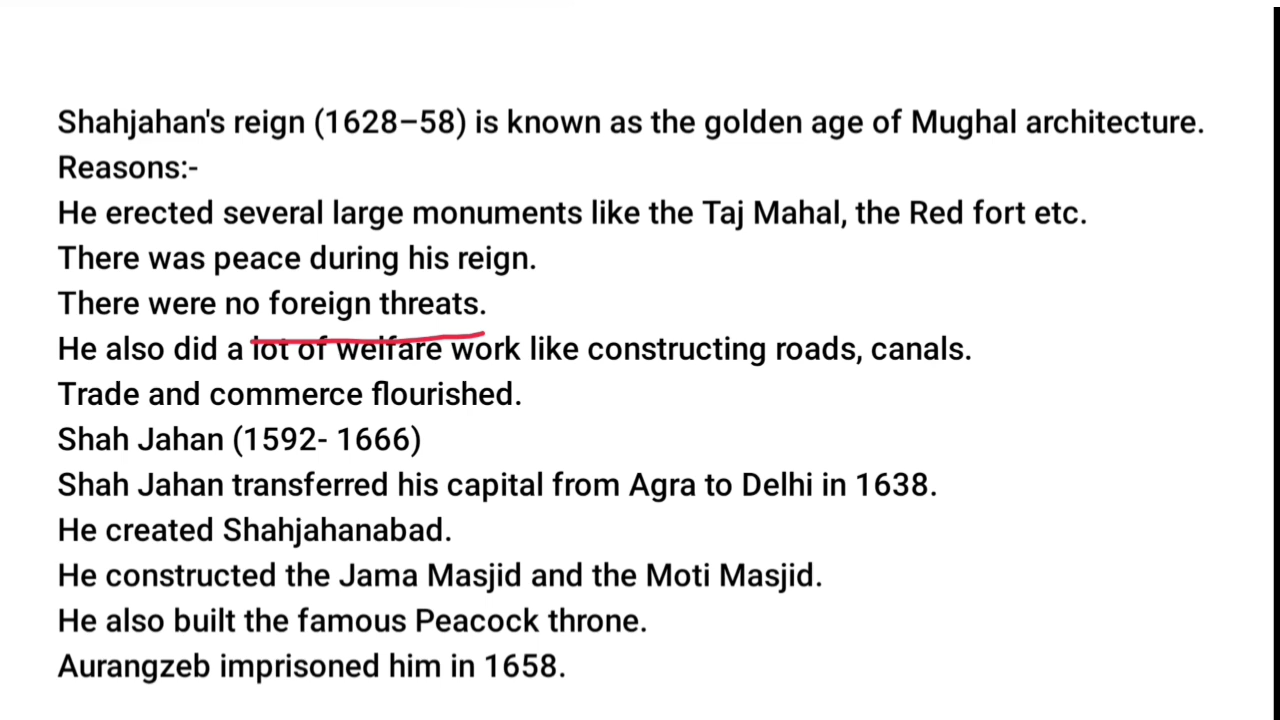 Shahjahan's reign (1628–58) is known as the golden age of Mughal architecture.
Reasons:-
He erected several large monuments like the Taj Mahal, the Red fort etc.
There was peace during his reign.
There were no foreign threats.
He also did a lot of welfare work like constructing roads, canals.
Trade and commerce flourished.
Shah Jahan (1592- 1666)
Shah Jahan transferred his capital from Agra to Delhi in 1638.
He created Shahjahanabad.
He constructed the Jama Masjid and the Moti Masjid.
He also built the famous Peacock throne.
Aurangzeb imprisoned him in 1658.